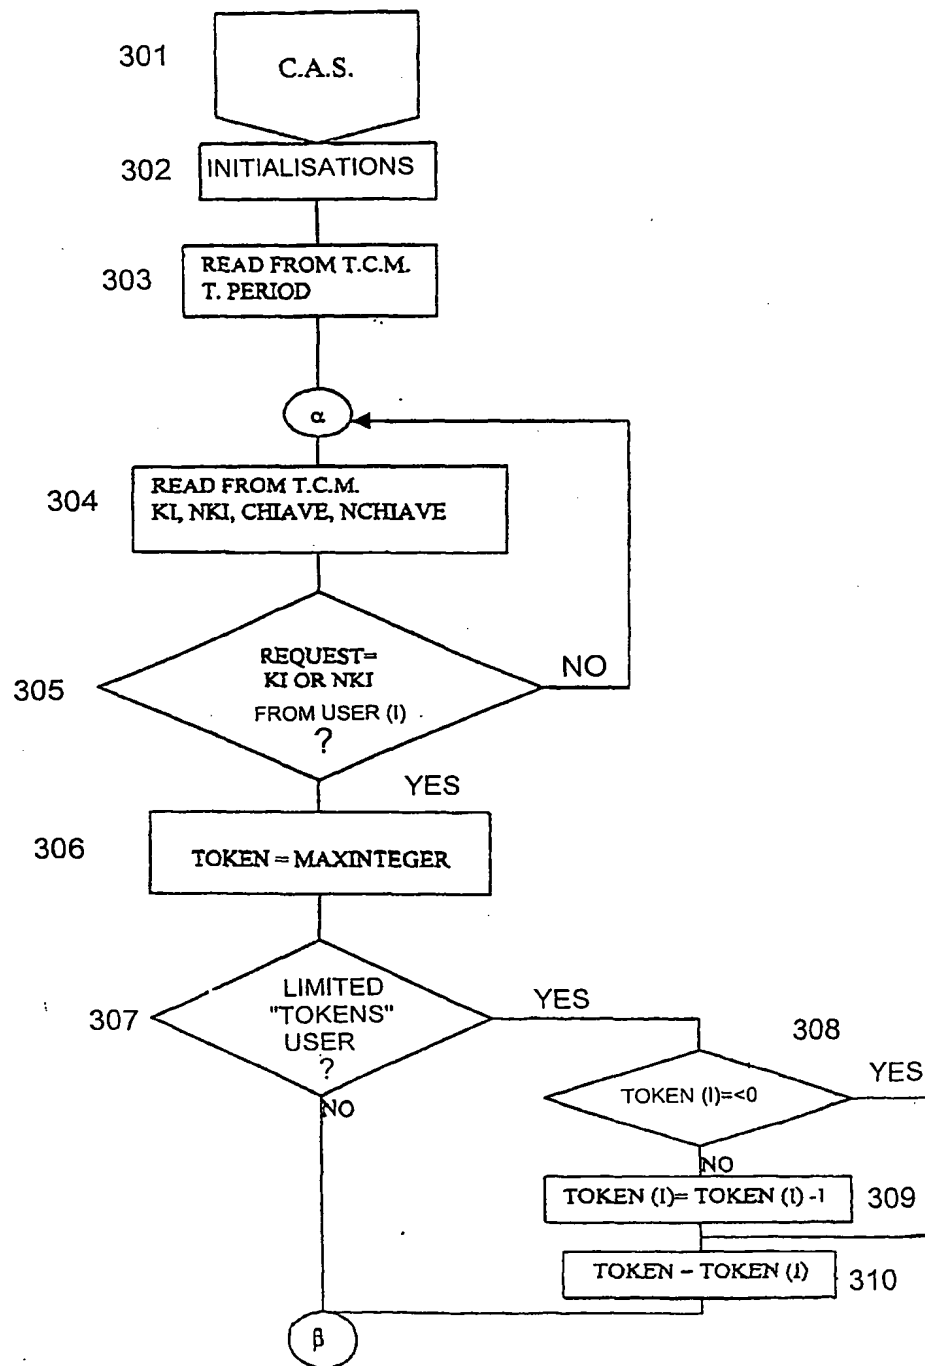 301
C.A.S.
302
INITIALISATIONS
303
READ FROM T.C.M.
T. PERIOD
α
304
READ FROM T.C.M.
KI, NKI, CHIAVE, NCHIAVE
305
REQUEST=
KI OR NKI
FROM USER (I)
?
NO
YES
306
TOKEN = MAXINTEGER
307
LIMITED
"TOKENS"
USER
?
YES
NO
308
TOKEN (I)=<0
YES
NO
TOKEN (I)= TOKEN (I) -1
309
TOKEN – TOKEN (I)
310
β